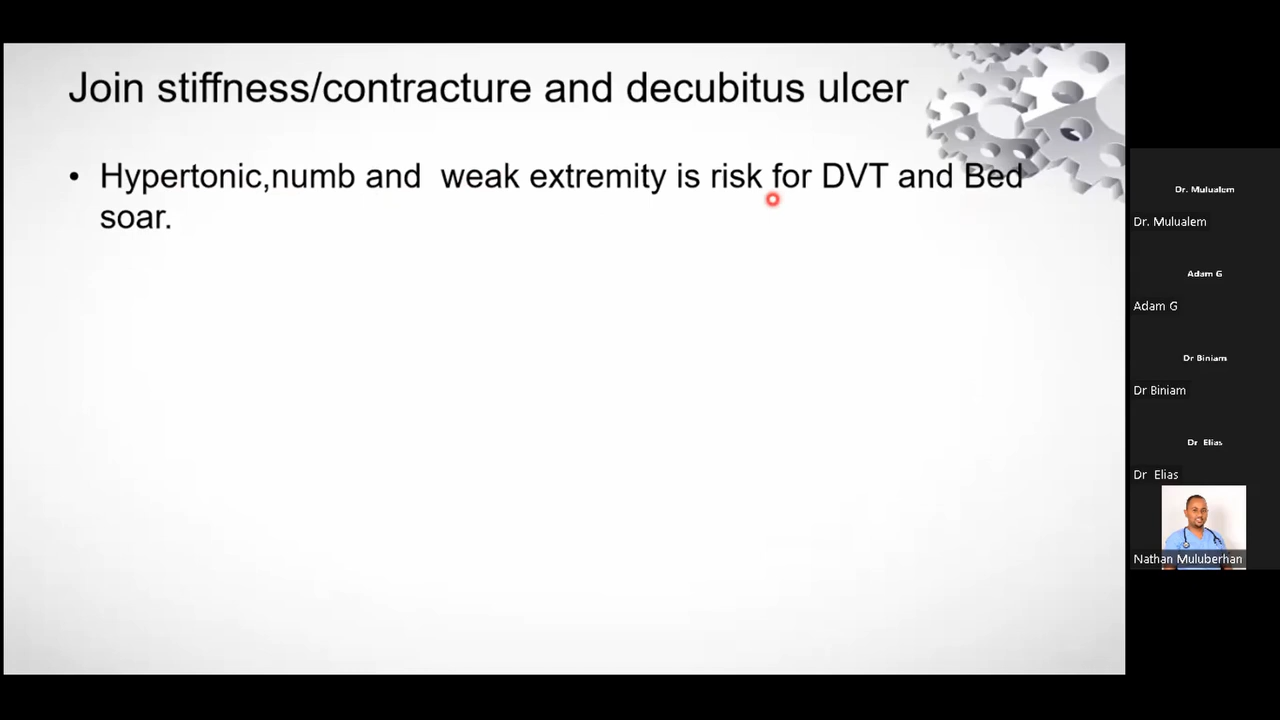 Join stiffness/contracture and decubitus ulcer
• Hypertonic,numb and weak extremity is risk for DVT and Bed
soar.
Dr. Mulualem
Dr. Mulualem
Adam G
Adam G
Dr Biniam
Dr Biniam
Dr Elias
Dr Elias
Nathan Muluberhan